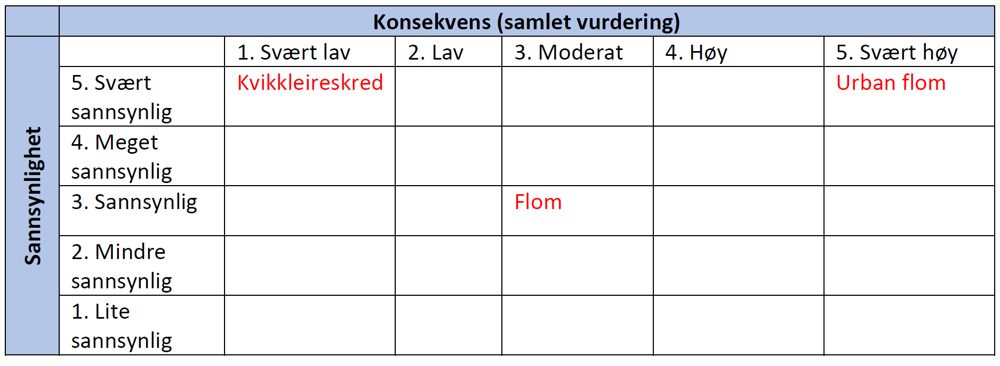 Konsekvens (samlet vurdering)
Sannsynlighet
1. Svært lav
2. Lav
3. Moderat
4. Høy
5. Svært høy
5. Svært
sannsynlig
Kvikkleireskred
Urban flom
4. Meget
sannsynlig
3. Sannsynlig
Flom
2. Mindre
sannsynlig
1. Lite
sannsynlig